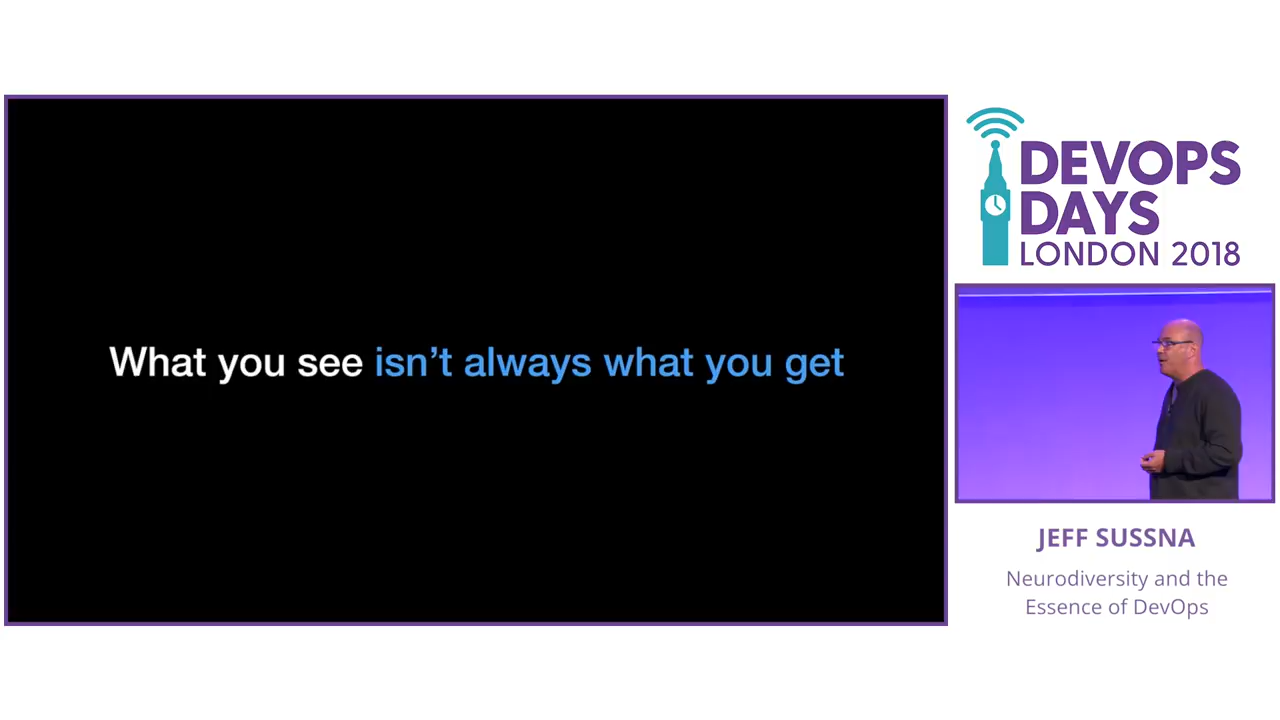 What you see isn't always what you get
DEVOPS
DAYS
LONDON 2018
JEFF SUSSNA
Neurodiversity and the
Essence of DevOps